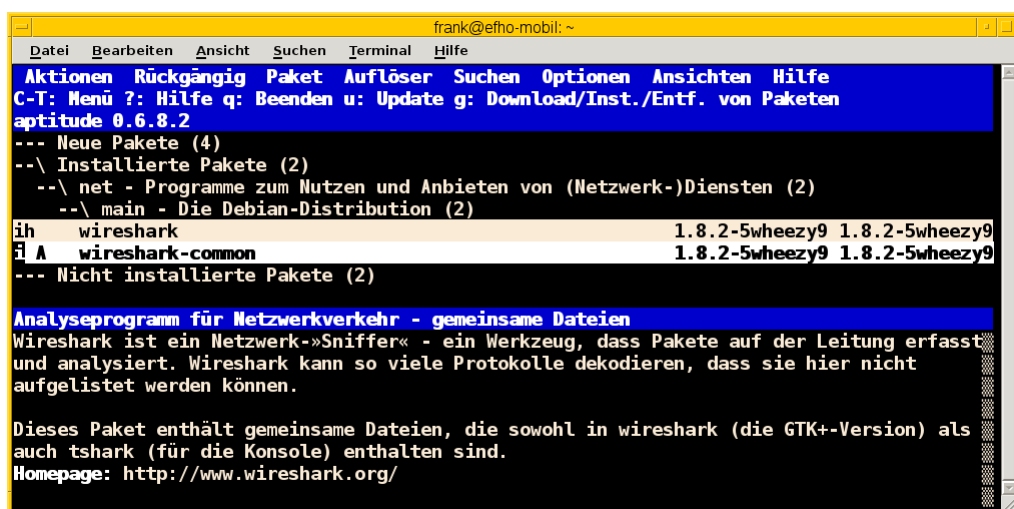 frank@efho-mobil: ~
Datei Bearbeiten Ansicht Suchen Terminal Hilfe
Aktionen Rückgängig Paket Auflöser Suchen Optionen Ansichten Hilfe
C-T: Menü ?: Hilfe q: Beenden u: Update g: Download/Inst./Entf. von Paketen
aptitude 0.6.8.2
--- Neue Pakete (4)
--\ Installierte Pakete (2)
--\ net - Programme zum Nutzen und Anbieten von (Netzwerk-)Diensten (2)
--\ main - Die Debian-Distribution (2)
ih wireshark 1.8.2-5wheezy9 1.8.2-5wheezy9
i A wireshark-common 1.8.2-5wheezy9 1.8.2-5wheezy9
--- Nicht installierte Pakete (2)
Analyseprogramm für Netzwerkverkehr - gemeinsame Dateien
Wireshark ist ein Netzwerk-»Sniffer« - ein Werkzeug, dass Pakete auf der Leitung erfasst
und analysiert. Wireshark kann so viele Protokolle dekodieren, dass sie hier nicht
aufgelistet werden können.
Dieses Paket enthält gemeinsame Dateien, die sowohl in wireshark (die GTK+-Version) als
auch tshark (für die Konsole) enthalten sind.
Homepage: http://www.wireshark.org/